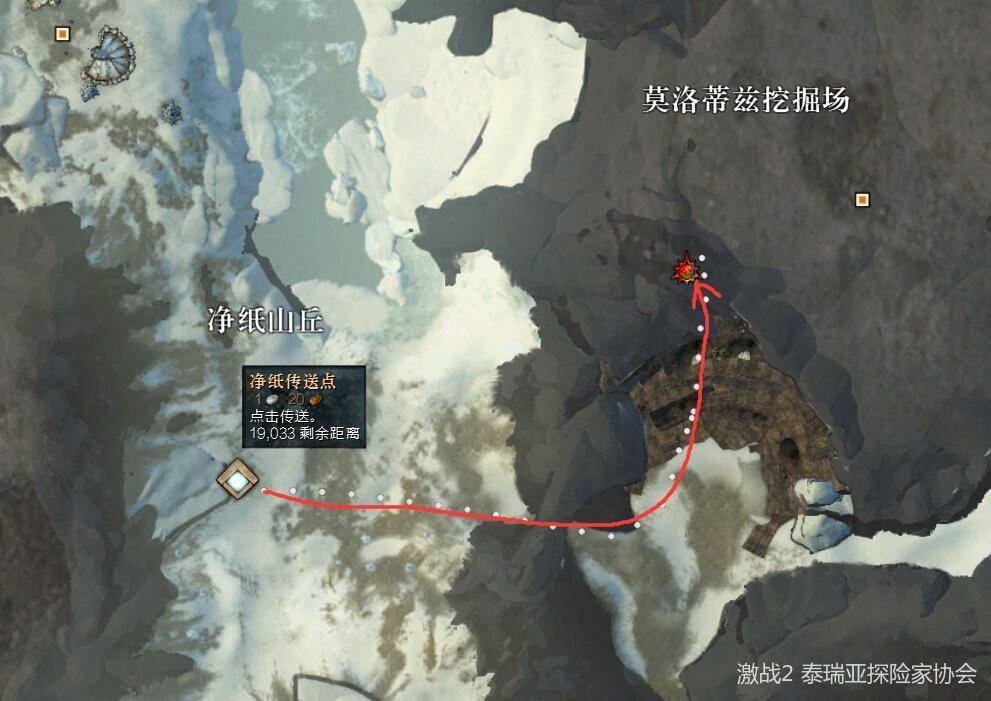 莫洛蒂兹挖掘场
净纸山丘
净纸传送点
1 20
点击传送。
19,033 剩余距离
激战2 泰瑞亚探险家协会